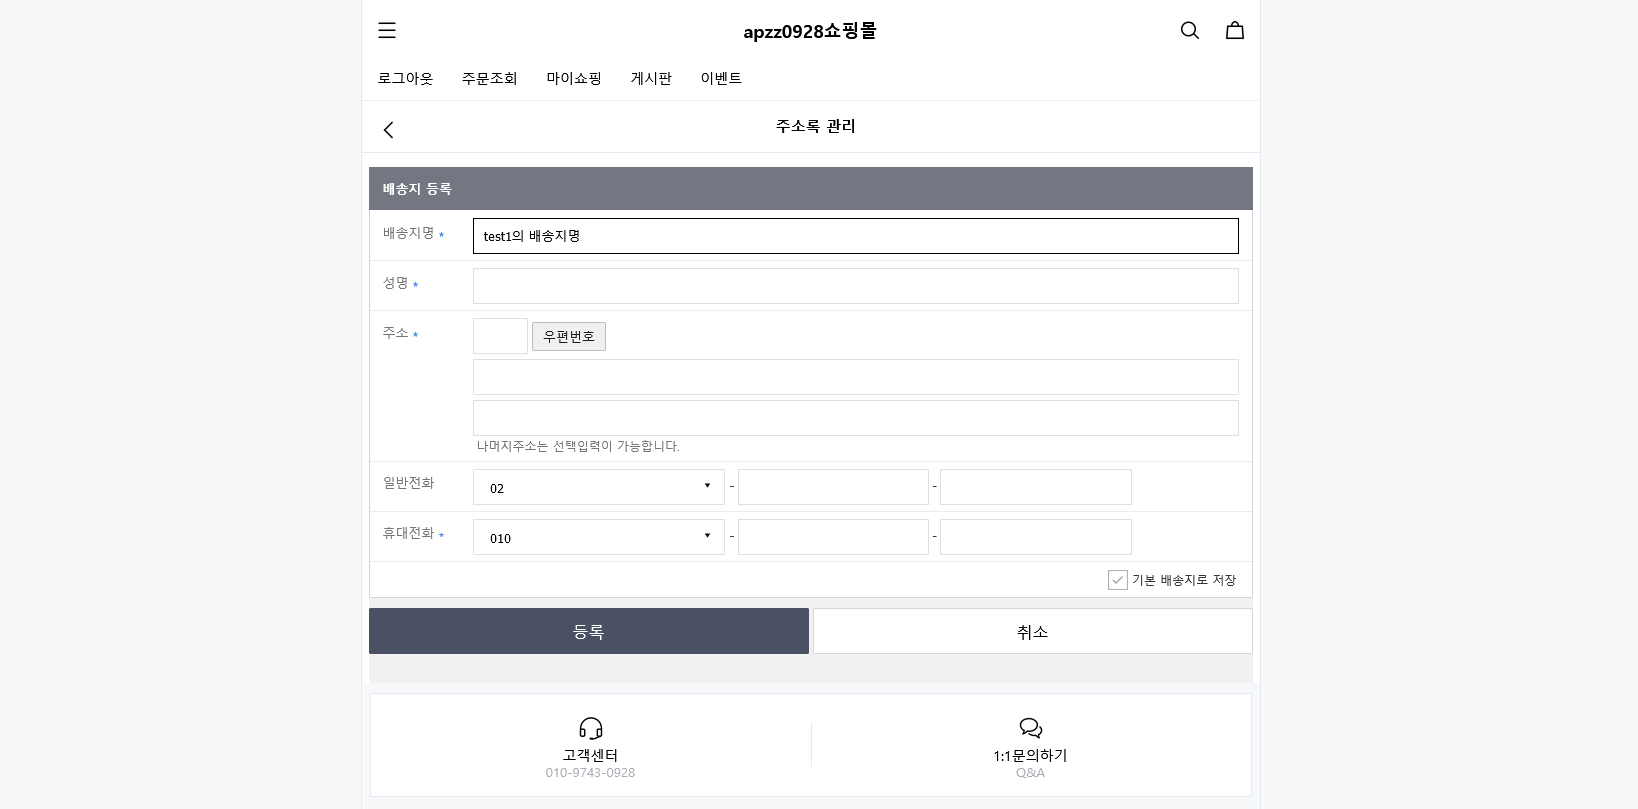 apzz0928쇼핑몰
로그아웃 주문조회 마이쇼핑 게시판 이벤트
주소록 관리
배송지 등록
배송지명 * test1의 배송지명
성명 *
주소 * 우편번호
나머지주소는 선택입력이 가능합니다.
일반전화 02 - -
휴대전화 * 010 - -
기본 배송지로 저장
등록 취소
고객센터 1:1문의하기
010-9743-0928 Q&A